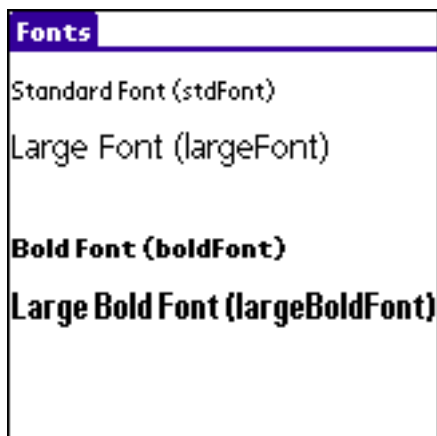 Fonts
Standard Font (stdFont)
Large Font (largeFont)
Bold Font (boldFont)
Large Bold Font (largeBoldFont)